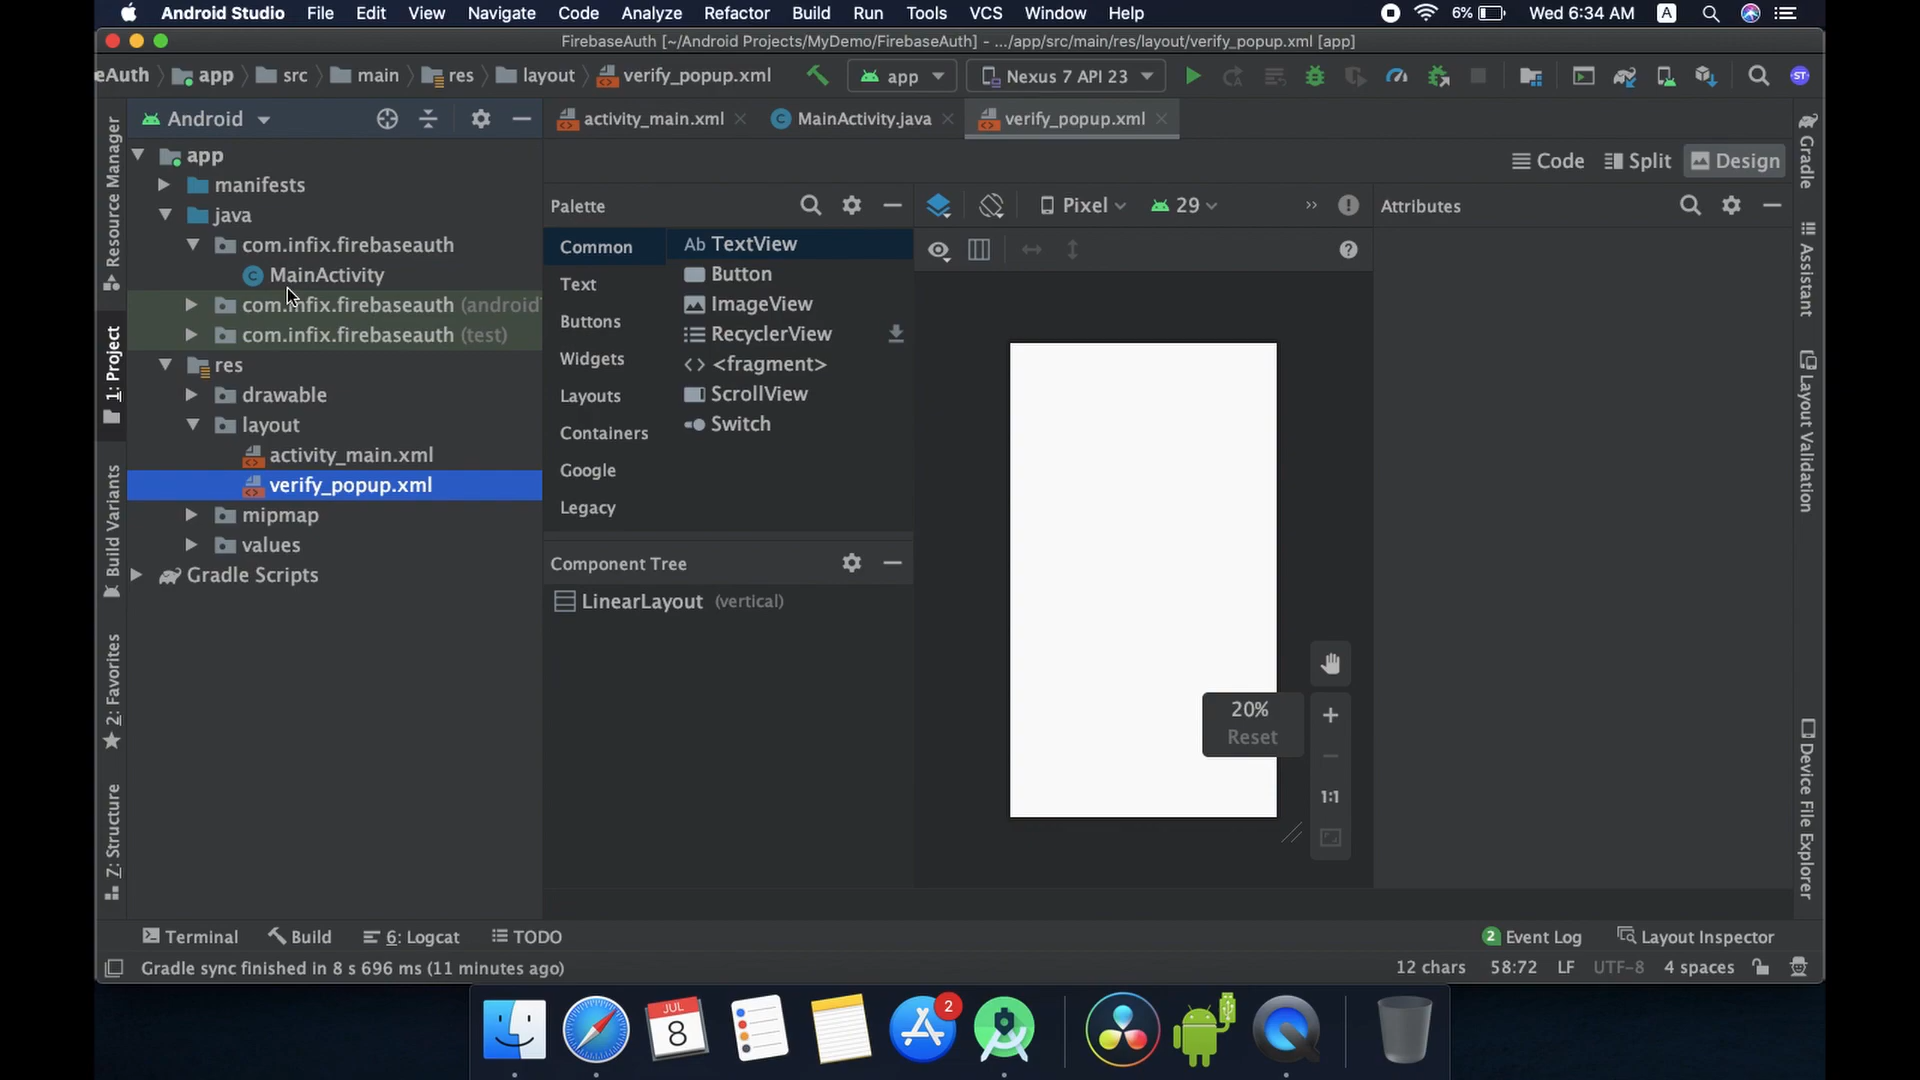 Android Studio File Edit View Navigate Code Analyze Refactor Build Run Tools VCS Window Help 6% Wed 6:34 AM A
FirebaseAuth [~/Android Projects/MyDemo/FirebaseAuth] - .../app/src/main/res/layout/verify_popup.xml [app]
eAuth app src main res layout verify_popup.xml app Nexus 7 API 23 ST
Android
activity_main.xml MainActivity.java verify_popup.xml
Code Split Design
app
manifests
java
com.infix.firebaseauth
MainActivity
com.infix.firebaseauth (android
com.infix.firebaseauth (test)
res
drawable
layout
activity_main.xml
verify_popup.xml
mipmap
values
Gradle Scripts
Palette
Common
Text
Buttons
Widgets
Layouts
Containers
Google
Legacy
Ab TextView
Button
ImageView
RecyclerView
<fragment>
ScrollView
Switch
Component Tree
LinearLayout (vertical)
Pixel 29 »
Attributes
20%
Reset
1:1
Resource Manager
1: Project
Build Variants
2: Favorites
7: Structure
Gradle
Assistant
Layout Validation
Device File Explorer
Terminal Build 6: Logcat TODO 2 Event Log Layout Inspector
Gradle sync finished in 8 s 696 ms (11 minutes ago) 12 chars 58:72 LF UTF-8 4 spaces
JUL
8
2